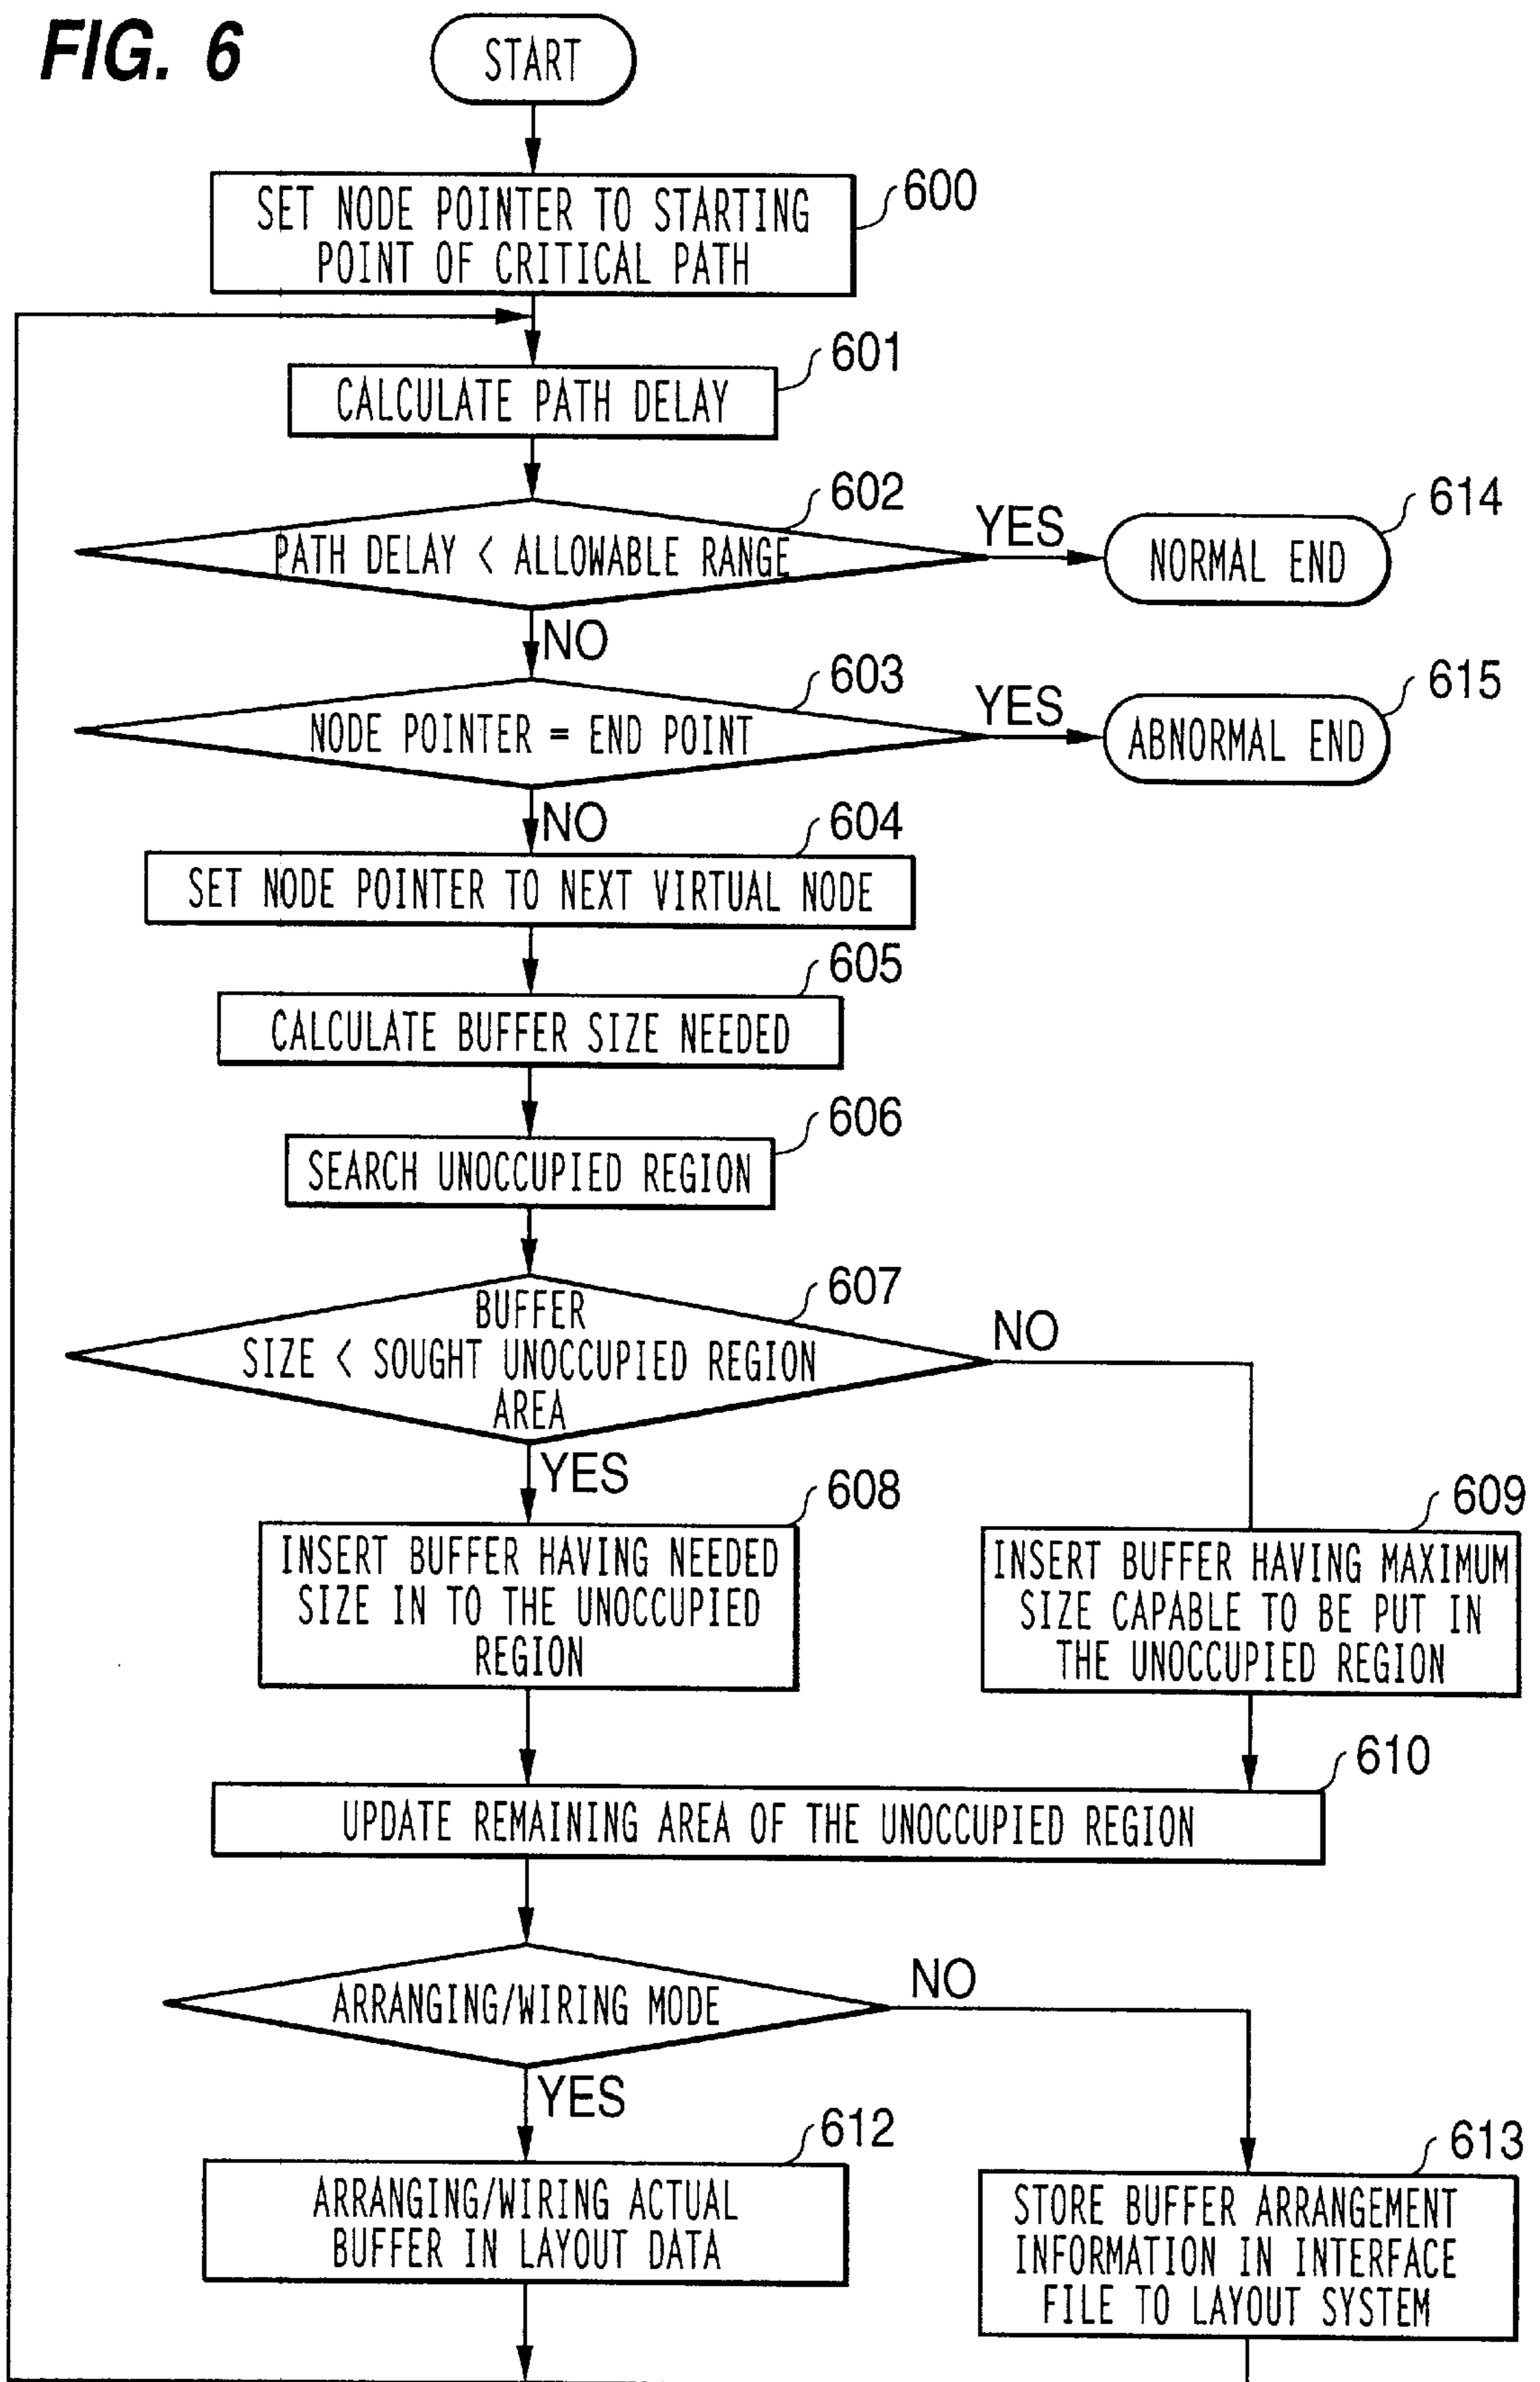 FIG. 6
START
600
SET NODE POINTER TO STARTING
POINT OF CRITICAL PATH
601
CALCULATE PATH DELAY
602
PATH DELAY < ALLOWABLE RANGE
YES
614
NORMAL END
NO
603
NODE POINTER = END POINT
YES
615
ABNORMAL END
NO
604
SET NODE POINTER TO NEXT VIRTUAL NODE
605
CALCULATE BUFFER SIZE NEEDED
606
SEARCH UNOCCUPIED REGION
607
BUFFER
SIZE < SOUGHT UNOCCUPIED REGION
AREA
NO
YES
608
INSERT BUFFER HAVING NEEDED
SIZE IN TO THE UNOCCUPIED
REGION
609
INSERT BUFFER HAVING MAXIMUM
SIZE CAPABLE TO BE PUT IN
THE UNOCCUPIED REGION
610
UPDATE REMAINING AREA OF THE UNOCCUPIED REGION
ARRANGING/WIRING MODE
NO
YES
612
ARRANGING/WIRING ACTUAL
BUFFER IN LAYOUT DATA
613
STORE BUFFER ARRANGEMENT
INFORMATION IN INTERFACE
FILE TO LAYOUT SYSTEM